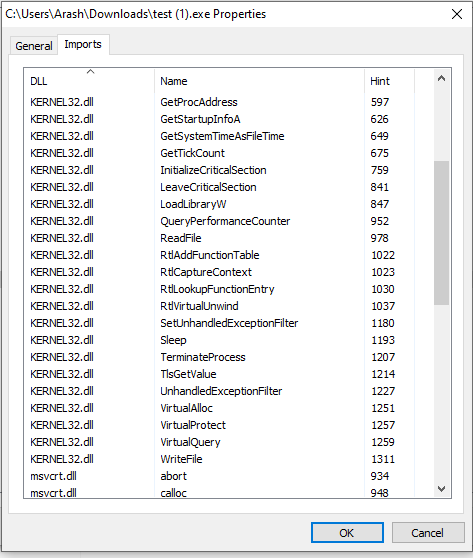 C:\Users\Arash\Downloads\test (1).exe Properties
General Imports
DLL Name Hint
KERNEL32.dll GetProcAddress 597
KERNEL32.dll GetStartupInfoA 626
KERNEL32.dll GetSystemTimeAsFileTime 649
KERNEL32.dll GetTickCount 675
KERNEL32.dll InitializeCriticalSection 759
KERNEL32.dll LeaveCriticalSection 841
KERNEL32.dll LoadLibraryW 847
KERNEL32.dll QueryPerformanceCounter 952
KERNEL32.dll ReadFile 978
KERNEL32.dll RtlAddFunctionTable 1022
KERNEL32.dll RtlCaptureContext 1023
KERNEL32.dll RtlLookupFunctionEntry 1030
KERNEL32.dll RtlVirtualUnwind 1037
KERNEL32.dll SetUnhandledExceptionFilter 1180
KERNEL32.dll Sleep 1193
KERNEL32.dll TerminateProcess 1207
KERNEL32.dll TlsGetValue 1214
KERNEL32.dll UnhandledExceptionFilter 1227
KERNEL32.dll VirtualAlloc 1251
KERNEL32.dll VirtualProtect 1257
KERNEL32.dll VirtualQuery 1259
KERNEL32.dll WriteFile 1311
msvcrt.dll abort 934
msvcrt.dll calloc 948
OK Cancel